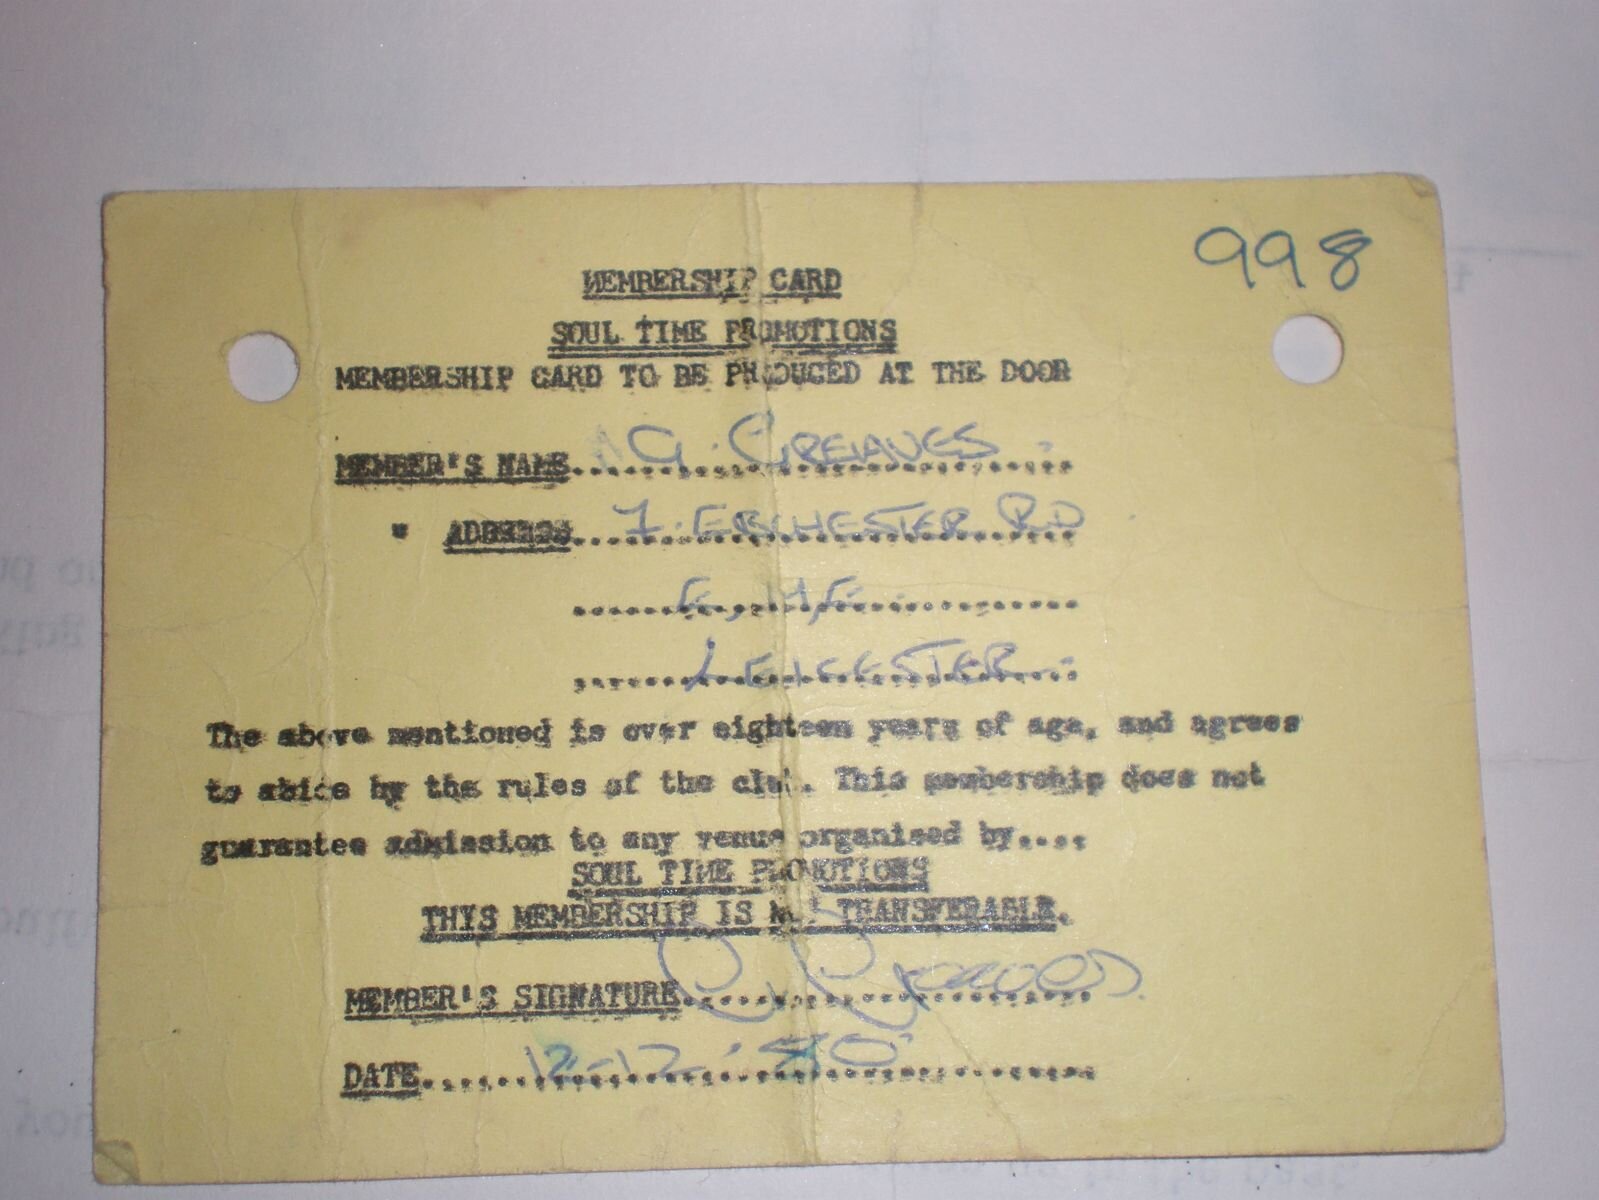 998
MEMBERSHIP CARD
SOUL TIME PROMOTIONS
MEMBERSHIP CARD TO BE PRODUCED AT THE DOOR
MEMBER'S NAME G. GREAVES
" ADDRESS
LEICESTER
The above mentioned is over eighteen years of age, and agrees
to abide by the rules of the club. This membership does not
guarantee admission to any venue organised by....
SOUL TIME PROMOTIONS
THIS MEMBERSHIP IS NOT TRANSFERABLE.
MEMBER'S SIGNATURE G. Greaves
DATE 12-12-80